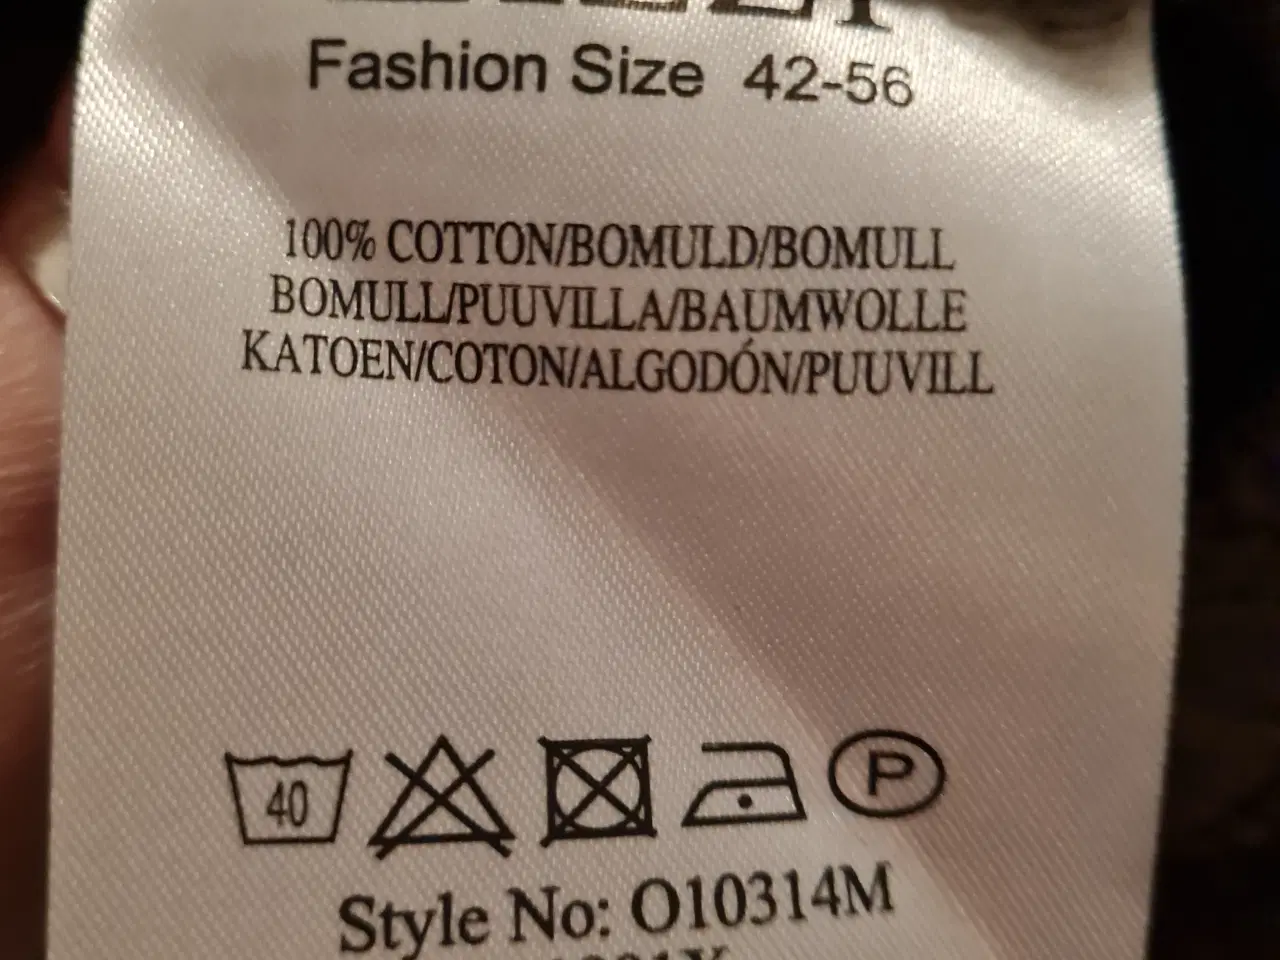 Fashion Size 42-56
100% COTTON/BOMULD/BOMULL
BOMULL/PUUVILLA/BAUMWOLLE
KATOEN/COTON/ALGODÓN/PUUVILL
40
P
Style No: O10314M